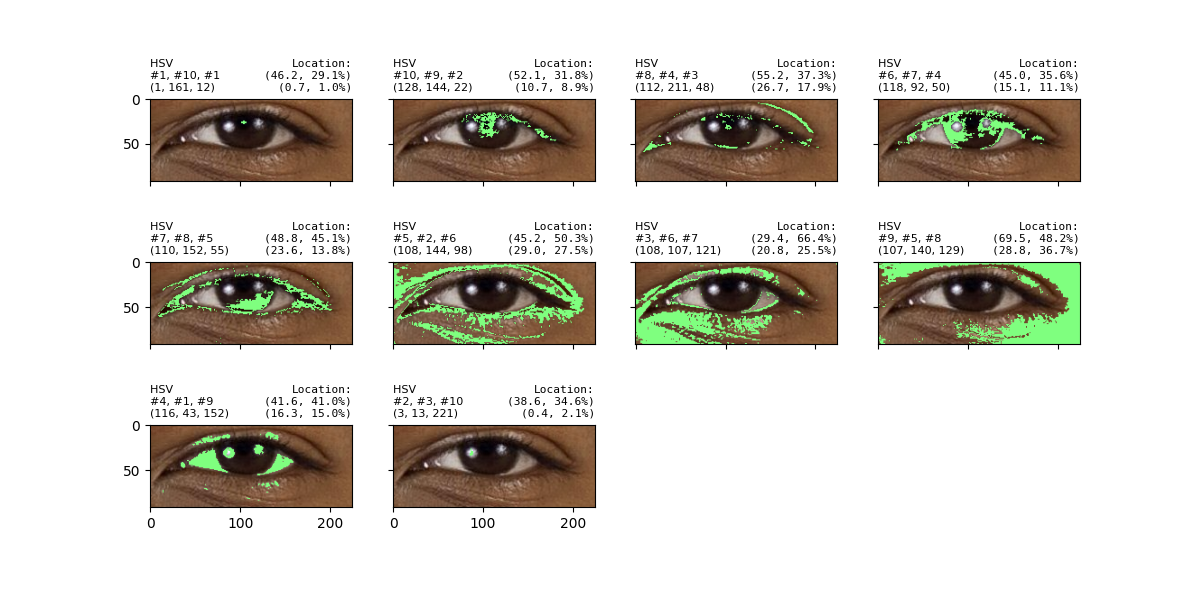 HSV Location:
#1, #10, #1 (46.2, 29.1%)
(1, 161, 12) (0.7, 1.0%)
HSV Location:
#10, #9, #2 (52.1, 31.8%)
(128, 144, 22) (10.7, 8.9%)
HSV Location:
#8, #4, #3 (55.2, 37.3%)
(112, 211, 48) (26.7, 17.9%)
HSV Location:
#6, #7, #4 (45.0, 35.6%)
(118, 92, 50) (15.1, 11.1%)
0
50
HSV Location:
#7, #8, #5 (48.8, 45.1%)
(110, 152, 55) (23.6, 13.8%)
HSV Location:
#5, #2, #6 (45.2, 50.3%)
(108, 144, 98) (29.0, 27.5%)
HSV Location:
#3, #6, #7 (29.4, 66.4%)
(108, 107, 121) (20.8, 25.5%)
HSV Location:
#9, #5, #8 (69.5, 48.2%)
(107, 140, 129) (28.8, 36.7%)
0
50
HSV Location:
#4, #1, #9 (41.6, 41.0%)
(116, 43, 152) (16.3, 15.0%)
HSV Location:
#2, #3, #10 (38.6, 34.6%)
(3, 13, 221) (0.4, 2.1%)
0
50
0 100 200
0 100 200